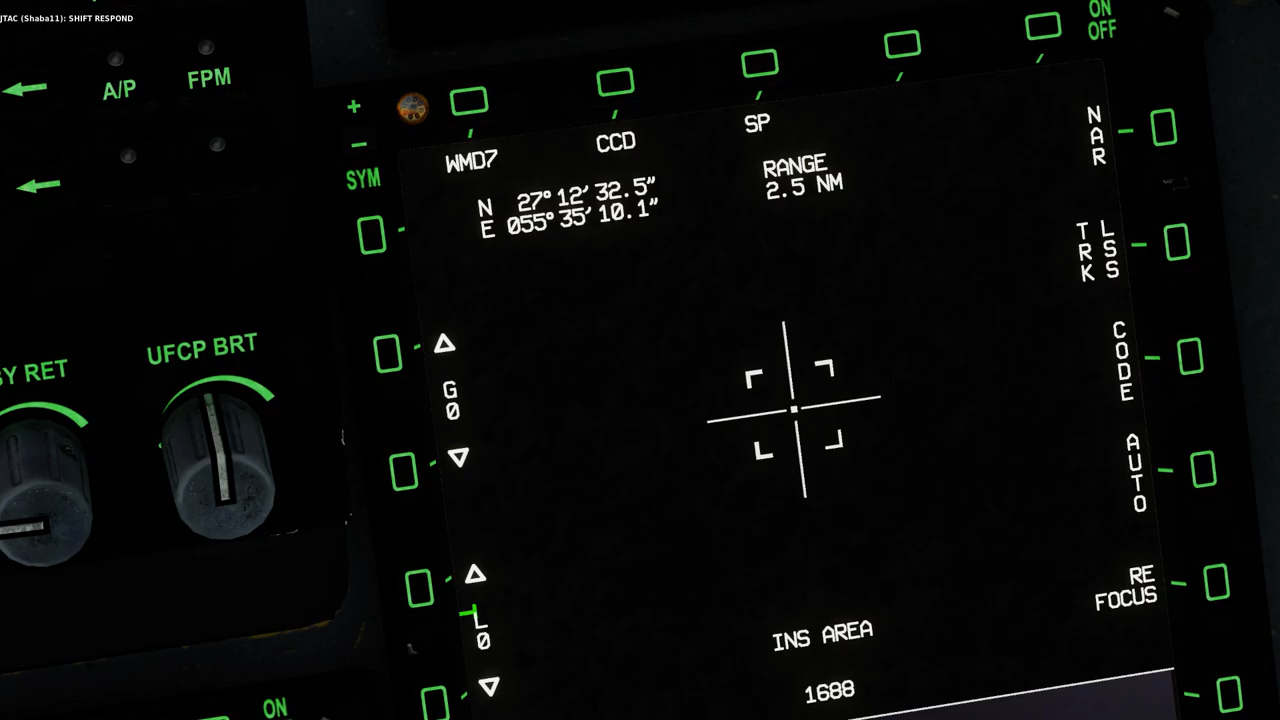 JTAC (Shaba11): SHIFT RESPOND
ON
OFF
A/P
FPM
+
-
SYM
WMD7
CCD
SP
N 27° 12' 32.5"
E 055° 35' 10.1"
RANGE
2.5 NM
NAR
LSS
TRK
CODE
AUTO
RE
FOCUS
G
0
L
0
UFCP BRT
BY RET
INS AREA
1688
ON